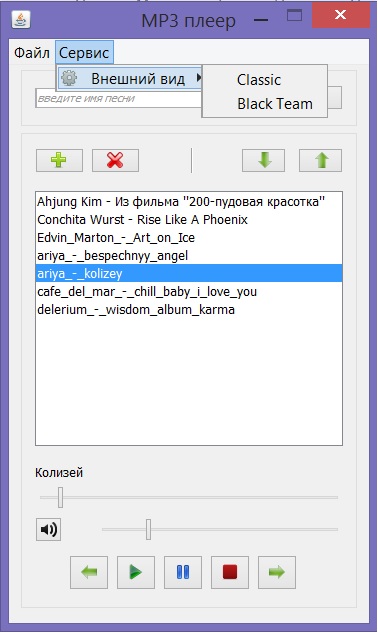 MP3 плеер
Файл Сервис
Внешний вид
Classic
Black Team
введите имя песни
Ahjung Kim - Из фильма "200-пудовая красотка"
Conchita Wurst - Rise Like A Phoenix
Edvin_Marton_-_Art_on_Ice
ariya_-_bespechnyy_angel
ariya_-_kolizey
cafe_del_mar_-_chill_baby_i_love_you
delerium_-_wisdom_album_karma
Колизей